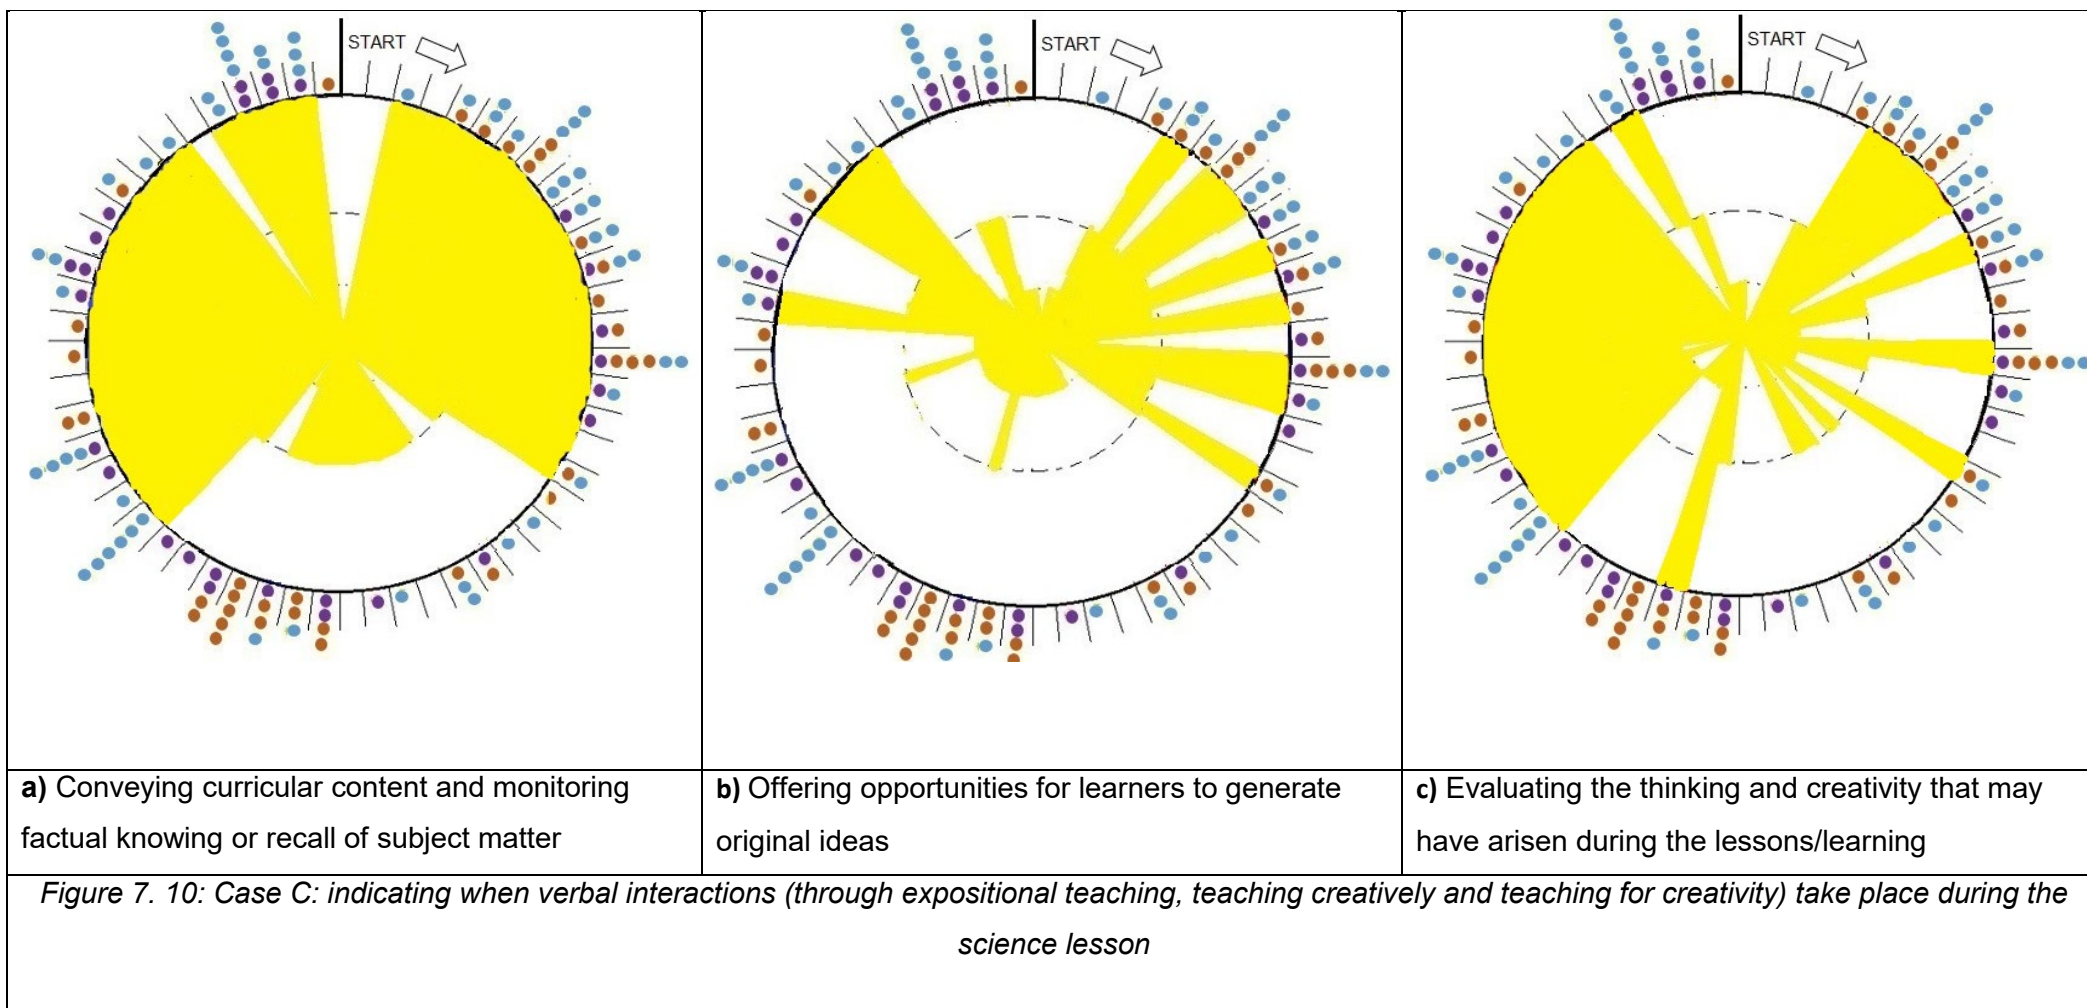 START
START
START
a) Conveying curricular content and monitoring
factual knowing or recall of subject matter
b) Offering opportunities for learners to generate
original ideas
c) Evaluating the thinking and creativity that may
have arisen during the lessons/learning
Figure 7. 10: Case C: indicating when verbal interactions (through expositional teaching, teaching creatively and teaching for creativity) take place during the
science lesson